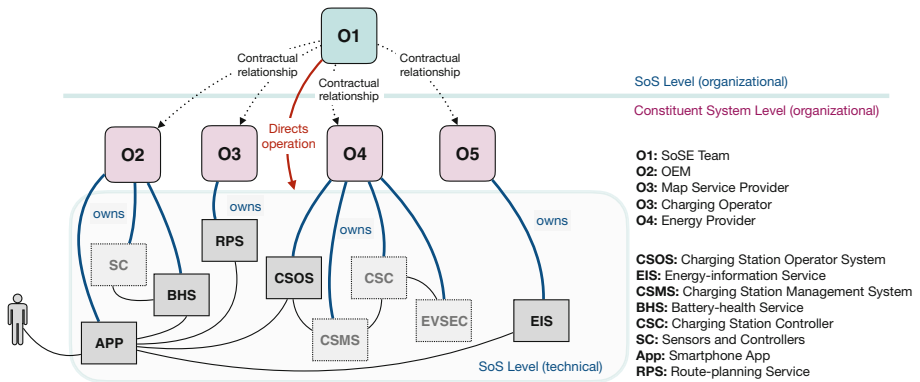 O1
Contractual
relationship
Contractual
relationship
Contractual
relationship
SoS Level (organizational)
Constituent System Level (organizational)
Directs
operation
O2
O3
O4
O5
owns
owns
owns
owns
SC
RPS
BHS
CSOS
CSC
CSMS
EVSEC
EIS
APP
SoS Level (technical)
O1: SoSE Team
O2: OEM
O3: Map Service Provider
O3: Charging Operator
O4: Energy Provider
CSOS: Charging Station Operator System
EIS: Energy-information Service
CSMS: Charging Station Management System
BHS: Battery-health Service
CSC: Charging Station Controller
SC: Sensors and Controllers
App: Smartphone App
RPS: Route-planning Service